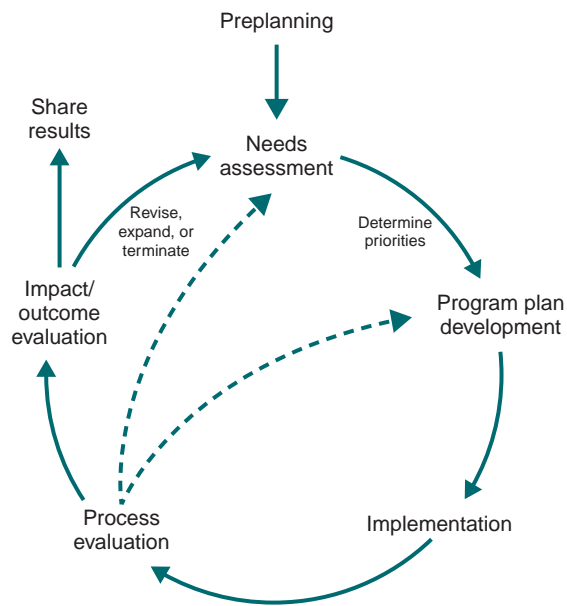 Preplanning
Share
results
Needs
assessment
Revise,
expand, or
terminate
Determine
priorities
Impact/
outcome
evaluation
Program plan
development
Process
evaluation
Implementation